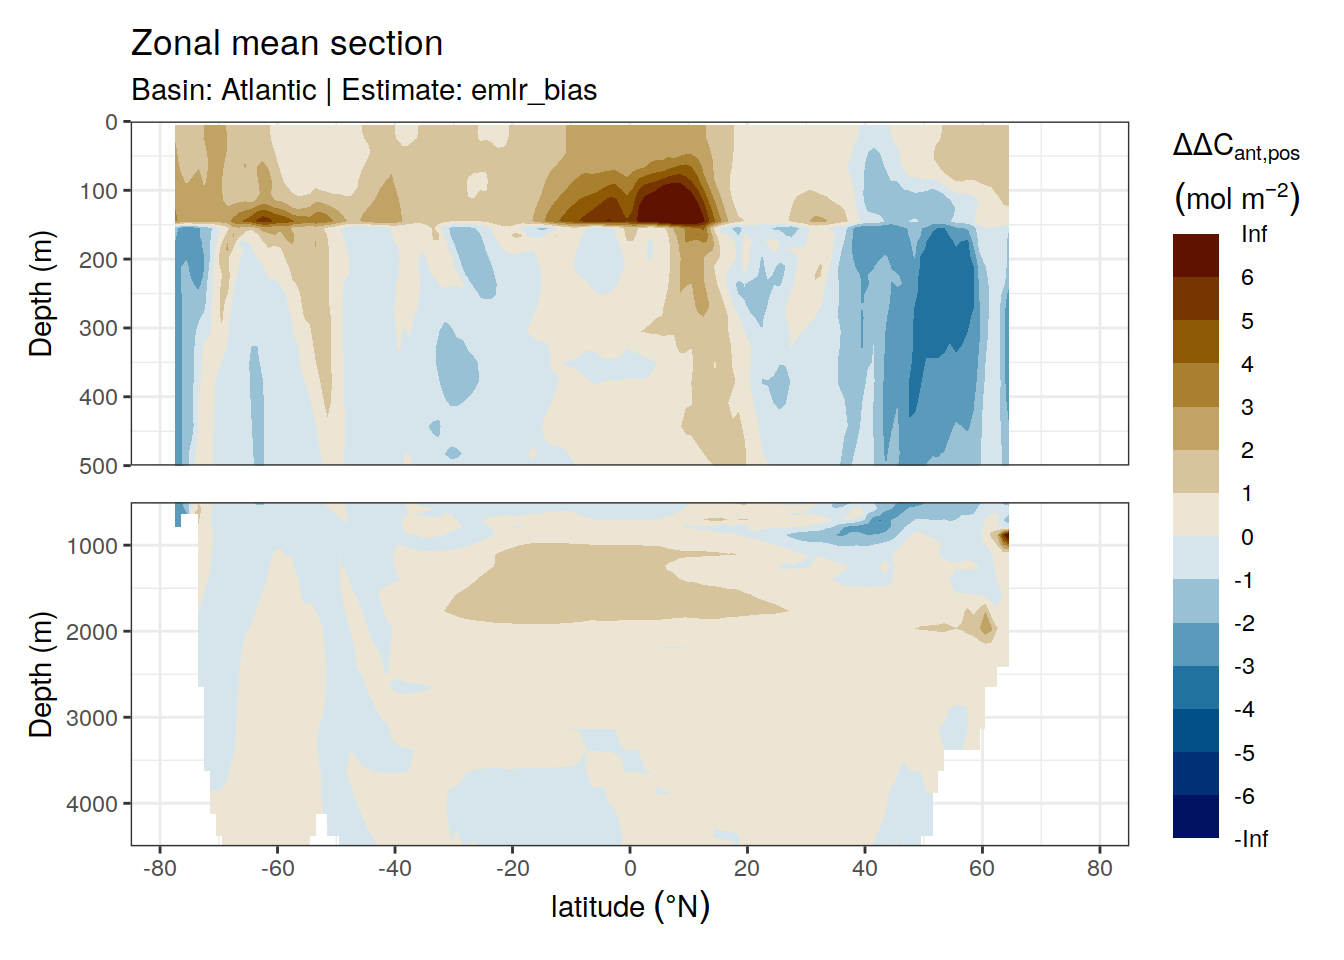 Zonal mean section
Basin: Atlantic | Estimate: emlr_bias
0
100
200
300
400
500
Depth (m)
1000
2000
3000
4000
Depth (m)
-80 -60 -40 -20 0 20 40 60 80
latitude (°N)
ΔΔCant,pos
(mol m−2)
Inf
6
5
4
3
2
1
0
-1
-2
-3
-4
-5
-6
-Inf